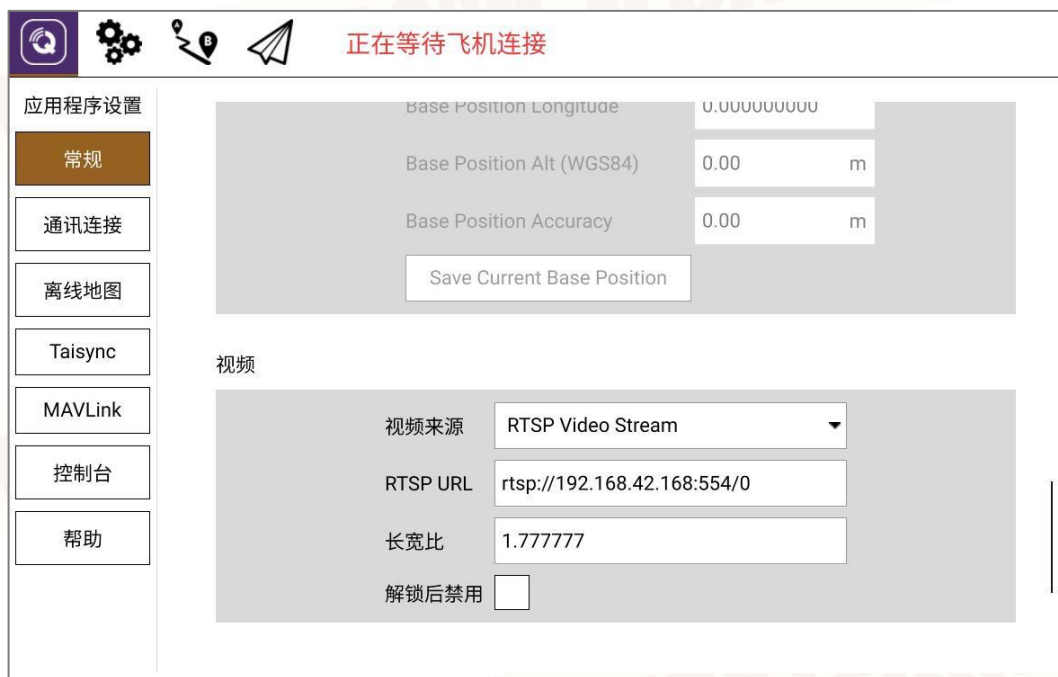 正在等待飞机连接
应用程序设置
常规
通讯连接
离线地图
Taisync
MAVLink
控制台
帮助
Base Position Longitude 0.000000000
Base Position Alt (WGS84) 0.00 m
Base Position Accuracy 0.00 m
Save Current Base Position
视频
视频来源 RTSP Video Stream
RTSP URL rtsp://192.168.42.168:554/0
长宽比 1.777777
解锁后禁用